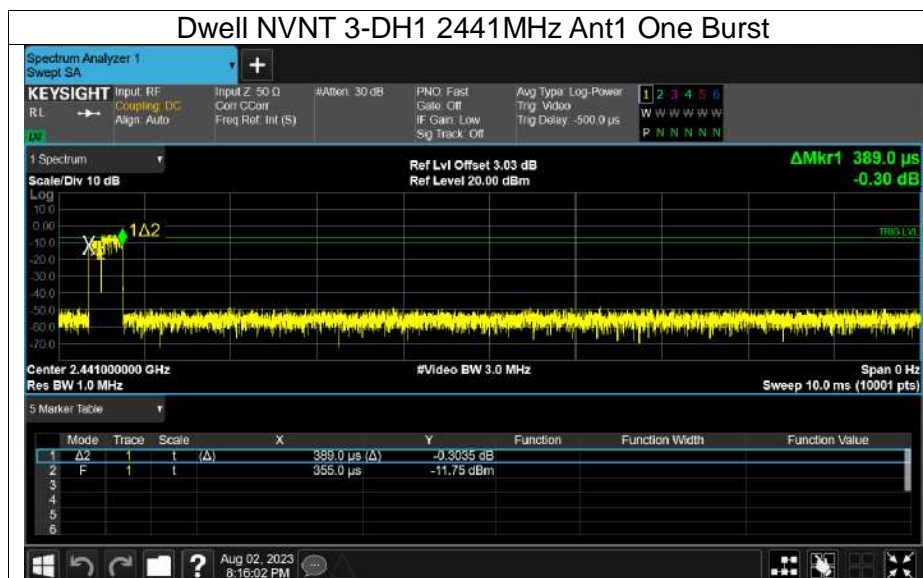 Dwell NVNT 3-DH1 2441MHz Ant1 One Burst
Spectrum Analyzer 1
Swept SA
+
KEYSIGHT Input: RF Input Z: 50 Ω #Atten: 30 dB PNO: Fast Avg Type: Log-Power 1 2 3 4 5 6
RL Coupling: DC Corr CCorr Gate: Off Trig: Video W W W W W W
Align: Auto Freq Ref: Int (S) IF Gain: Low Trig Delay: -500.0 µs
Sig Track: Off P N N N N N
LXI
1 Spectrum
Ref Lvl Offset 3.03 dB ΔMkr1 389.0 µs
Scale/Div 10 dB Ref Level 20.00 dBm -0.30 dB
Log
10.0
0.00
1Δ2
TRIG LVL
-10.0
X
-20.0
-30.0
-40.0
-50.0
-60.0
-70.0
Center 2.441000000 GHz #Video BW 3.0 MHz Span 0 Hz
Res BW 1.0 MHz Sweep 10.0 ms (10001 pts)
5 Marker Table
Mode Trace Scale X Y Function Function Width Function Value
1 Δ2 1 t (Δ) 389.0 µs (Δ) -0.3035 dB
2 F 1 t 355.0 µs -11.75 dBm
3
4
5
6
? Aug 02, 2023
8:16:02 PM